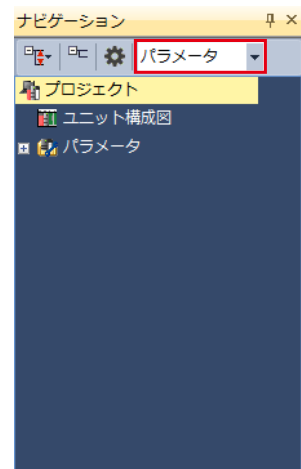 ナビゲーション
パラメータ
プロジェクト
ユニット構成図
パラメータ